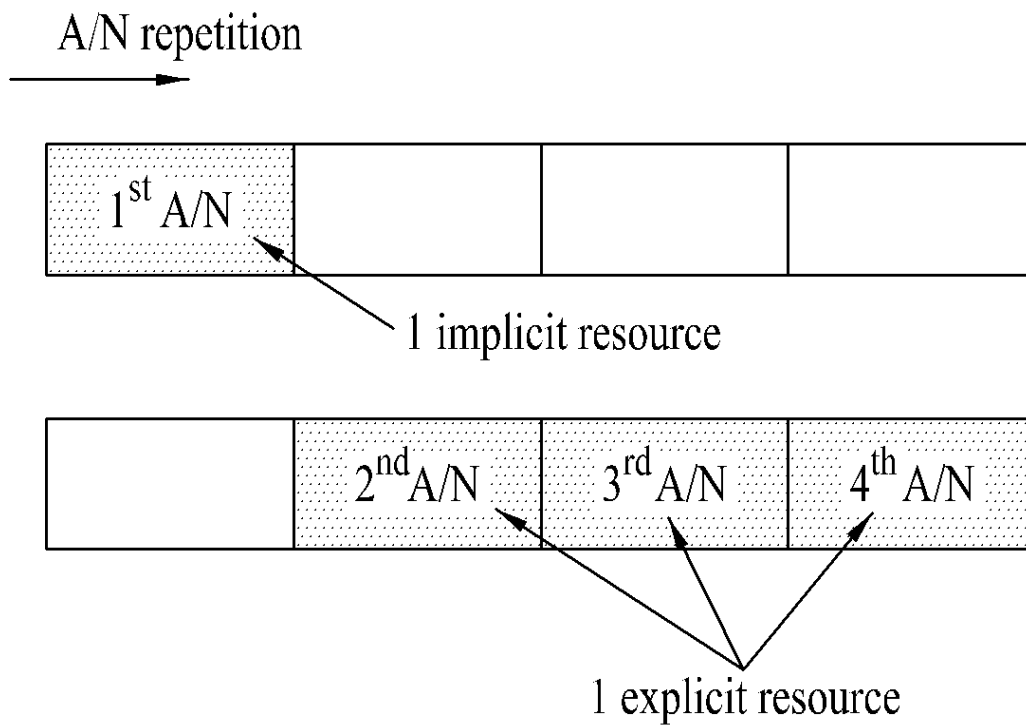 A/N repetition
1st A/N
1 implicit resource
2nd A/N 3rd A/N 4th A/N
1 explicit resource